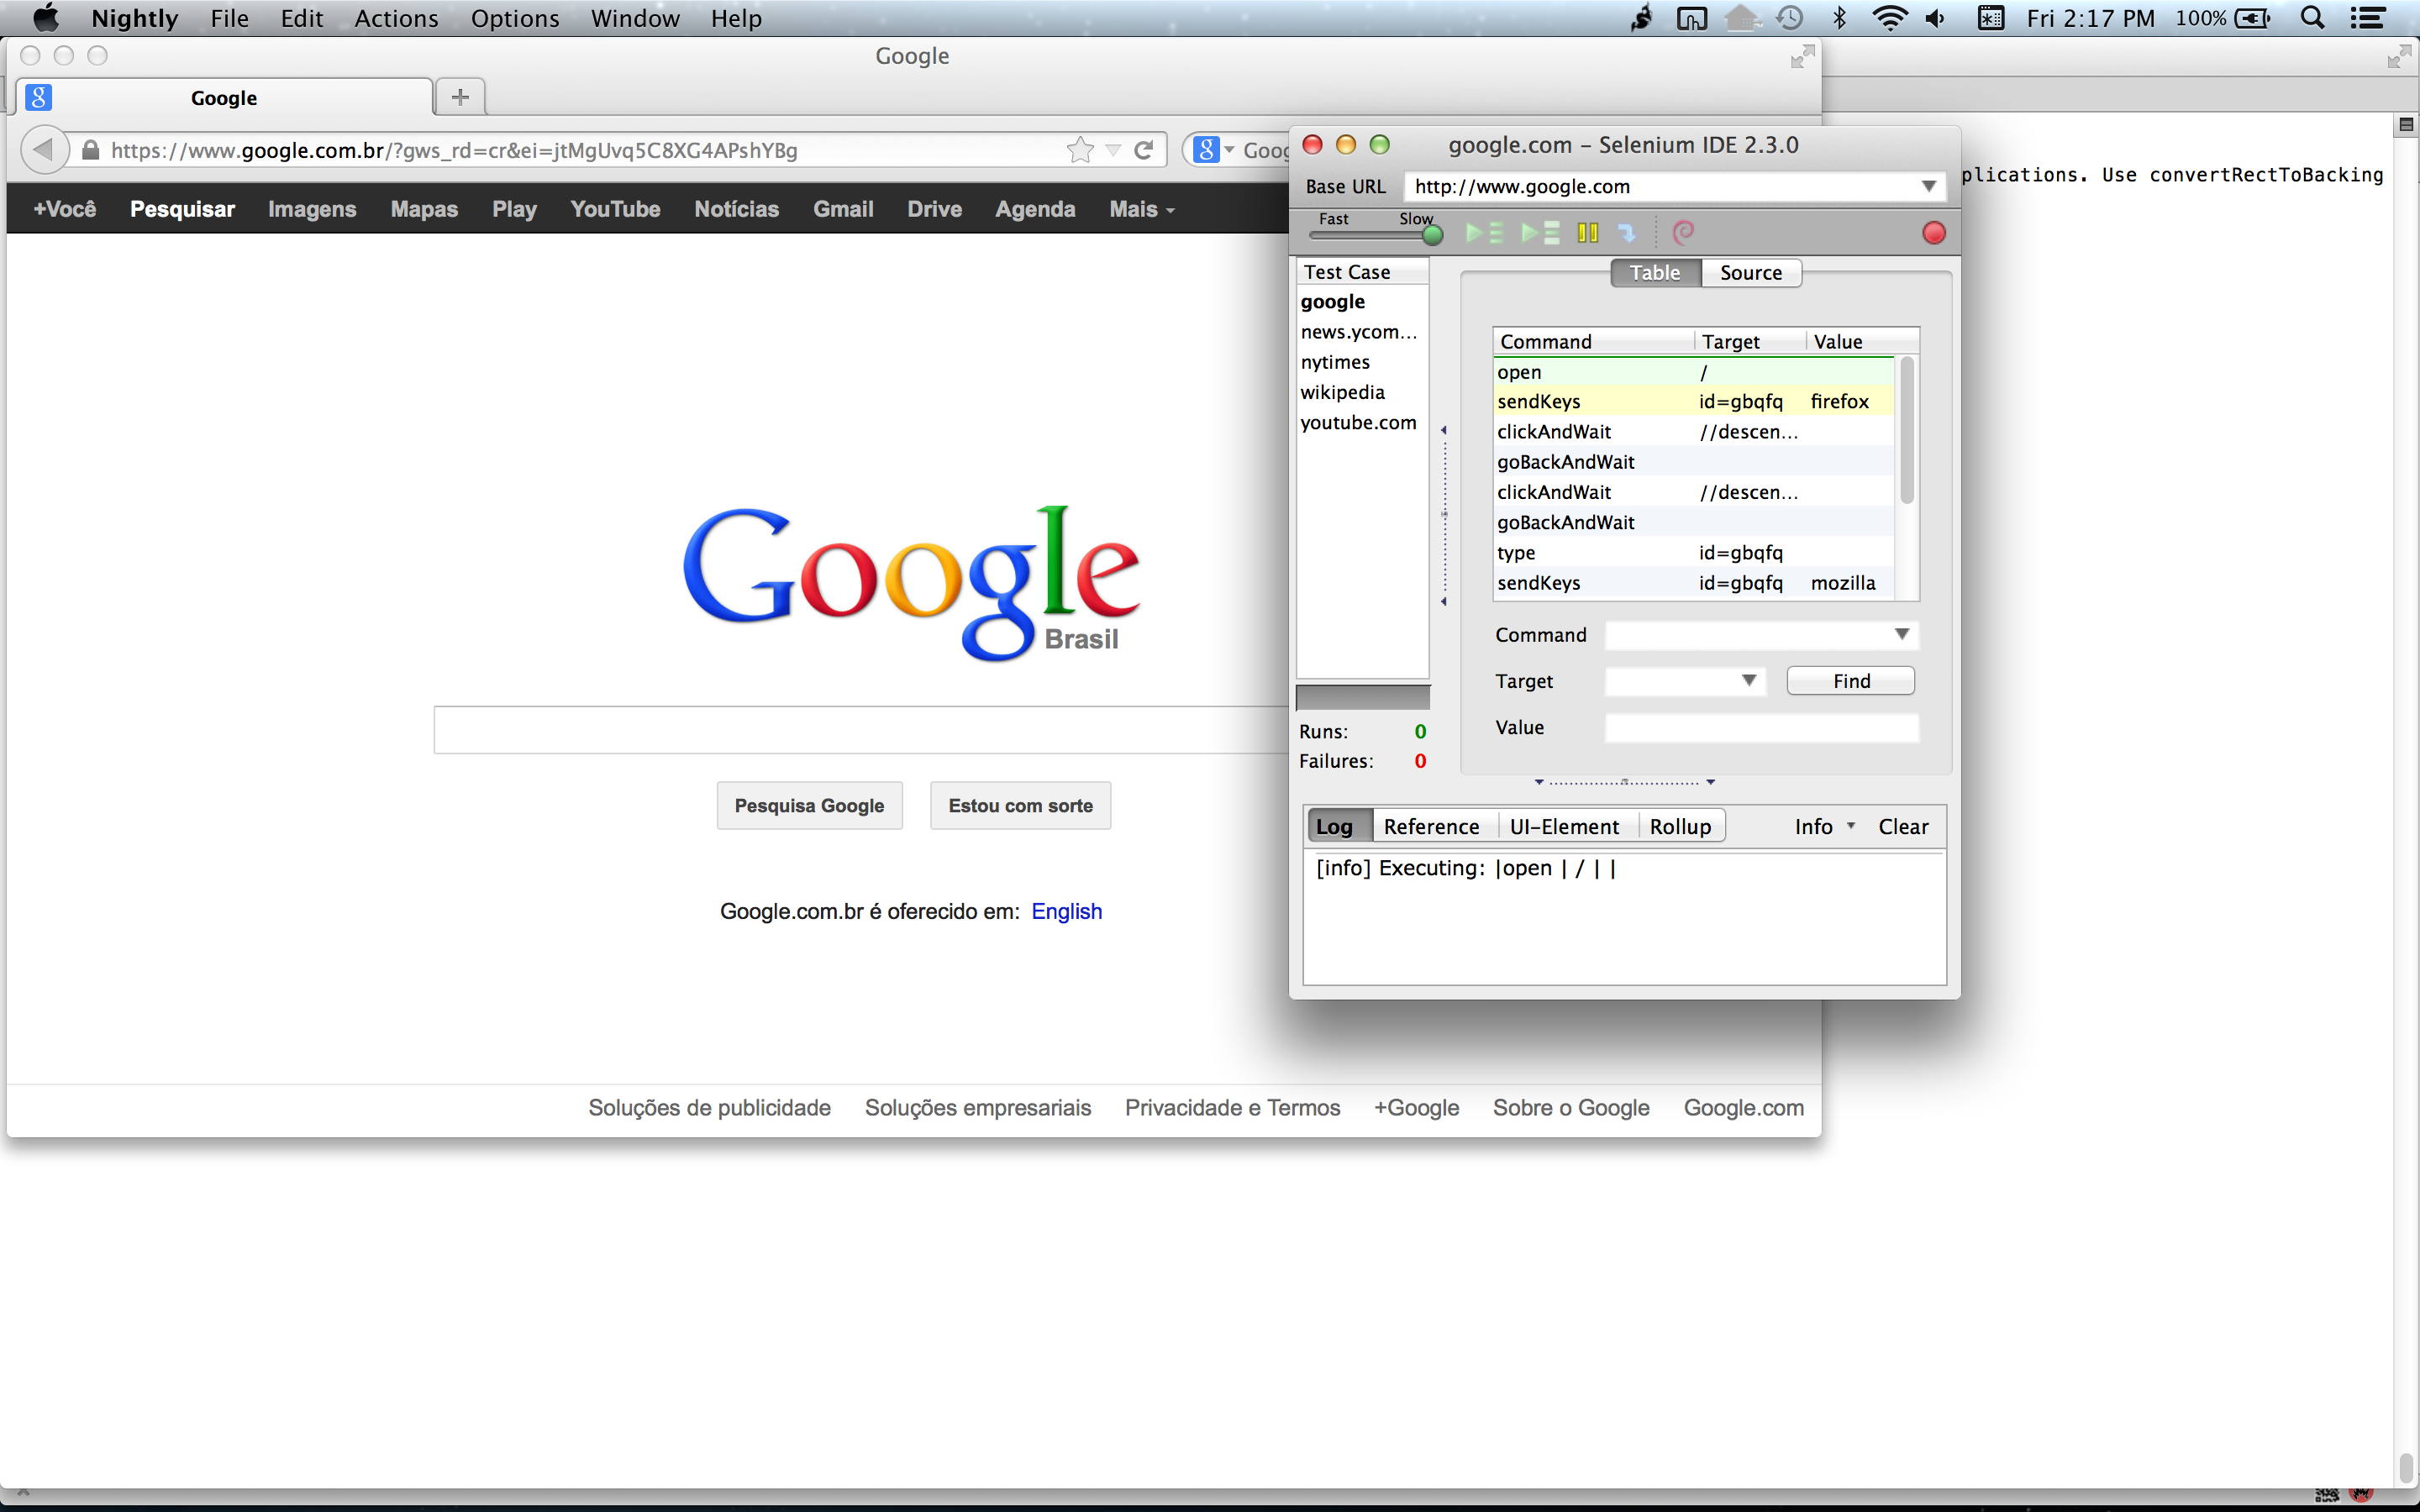 Nightly File Edit Actions Options Window Help Fri 2:17 PM 100%
Google
Google
https://www.google.com.br/?gws_rd=cr&ei=jtMgUvq5C8XG4APshYBg
+Você Pesquisar Imagens Mapas Play YouTube Notícias Gmail Drive Agenda Mais
Google
Brasil
Pesquisa Google Estou com sorte
Google.com.br é oferecido em: English
Soluções de publicidade Soluções empresariais Privacidade e Termos +Google Sobre o Google Google.com
google.com – Selenium IDE 2.3.0
Base URL http://www.google.com
Fast Slow
Test Case
google
news.ycom...
nytimes
wikipedia
youtube.com
Runs: 0
Failures: 0
Table Source
Command Target Value
open /
sendKeys id=gbqfq firefox
clickAndWait //descen...
goBackAndWait
clickAndWait //descen...
goBackAndWait
type id=gbqfq
sendKeys id=gbqfq mozilla
Command
Target Find
Value
Log Reference UI-Element Rollup Info Clear
[info] Executing: |open | / | |
plications. Use convertRectToBacking